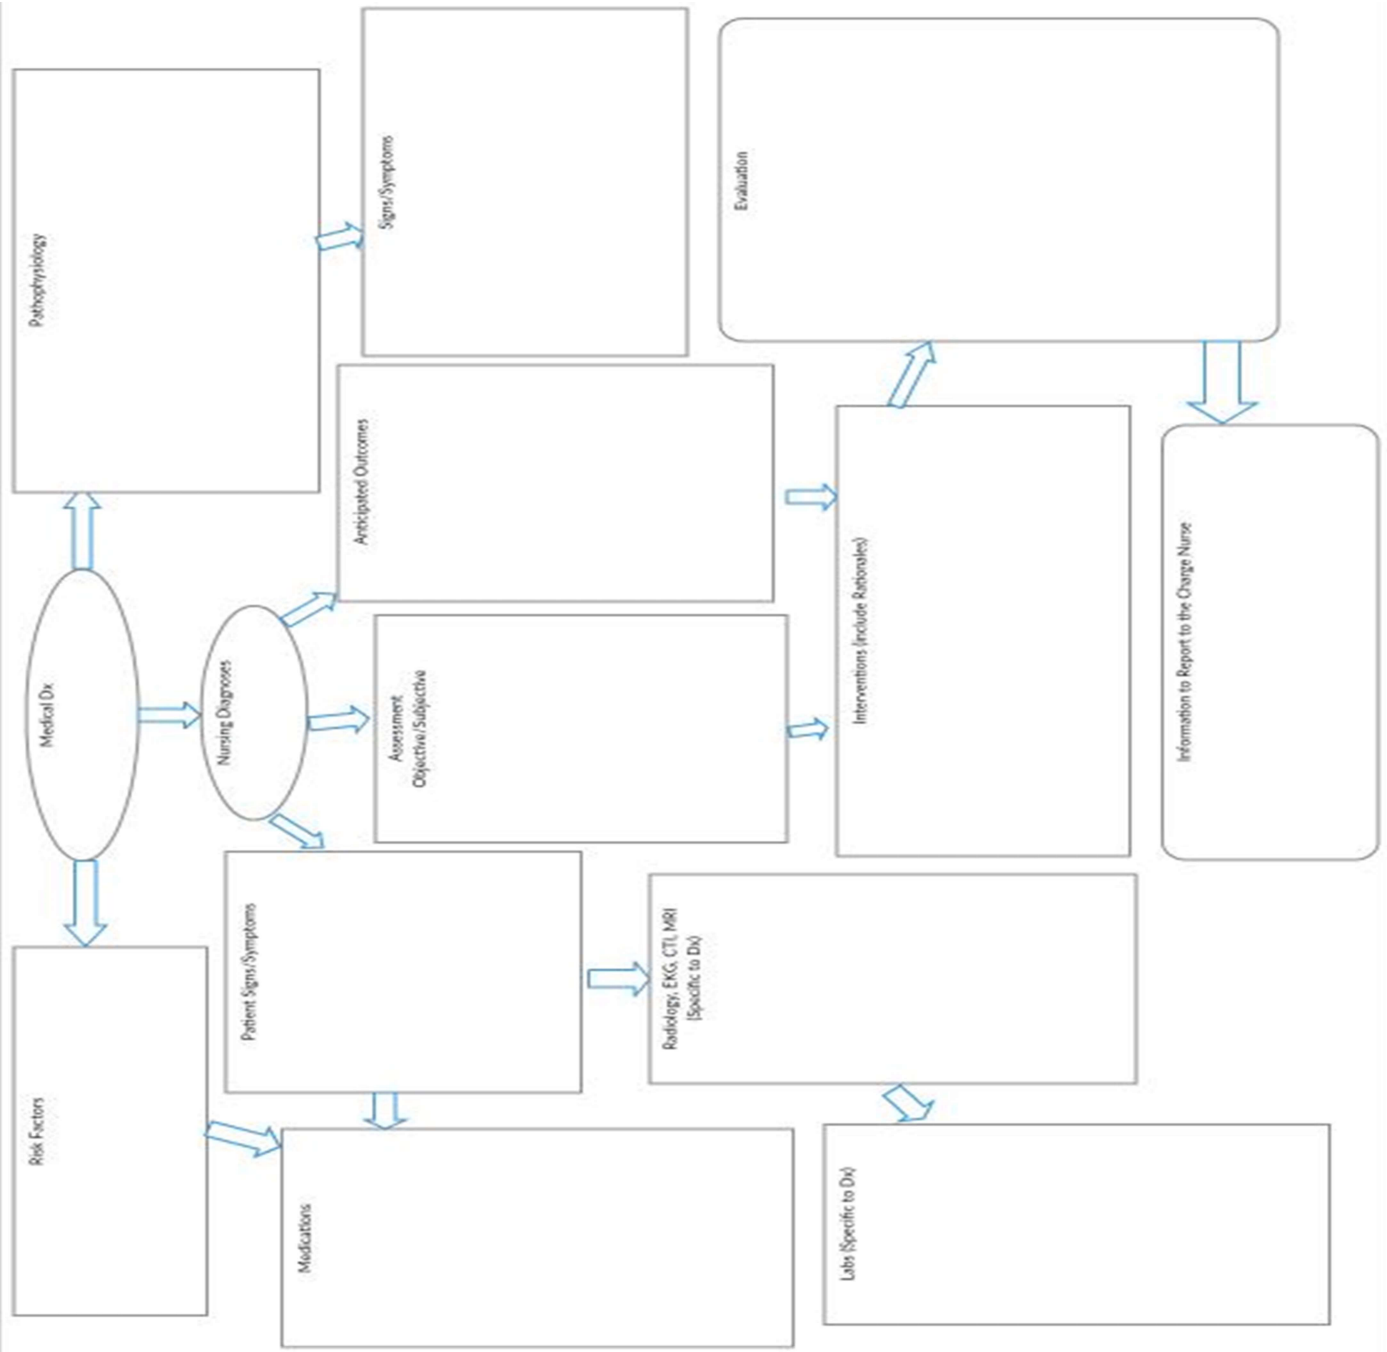 Medical Dx
Risk Factors
Pathophysiology
Nursing Diagnoses
Patient Signs/Symptoms
Medications
Anticipated Outcomes
Signs/Symptoms
Assessment
Objective/Subjective
Radiology, EKG, CTI, MRI
(Specific to Dx)
Evaluation
Labs (Specific to Dx)
Interventions (include Rationales)
Information to Report to the Charge Nurse